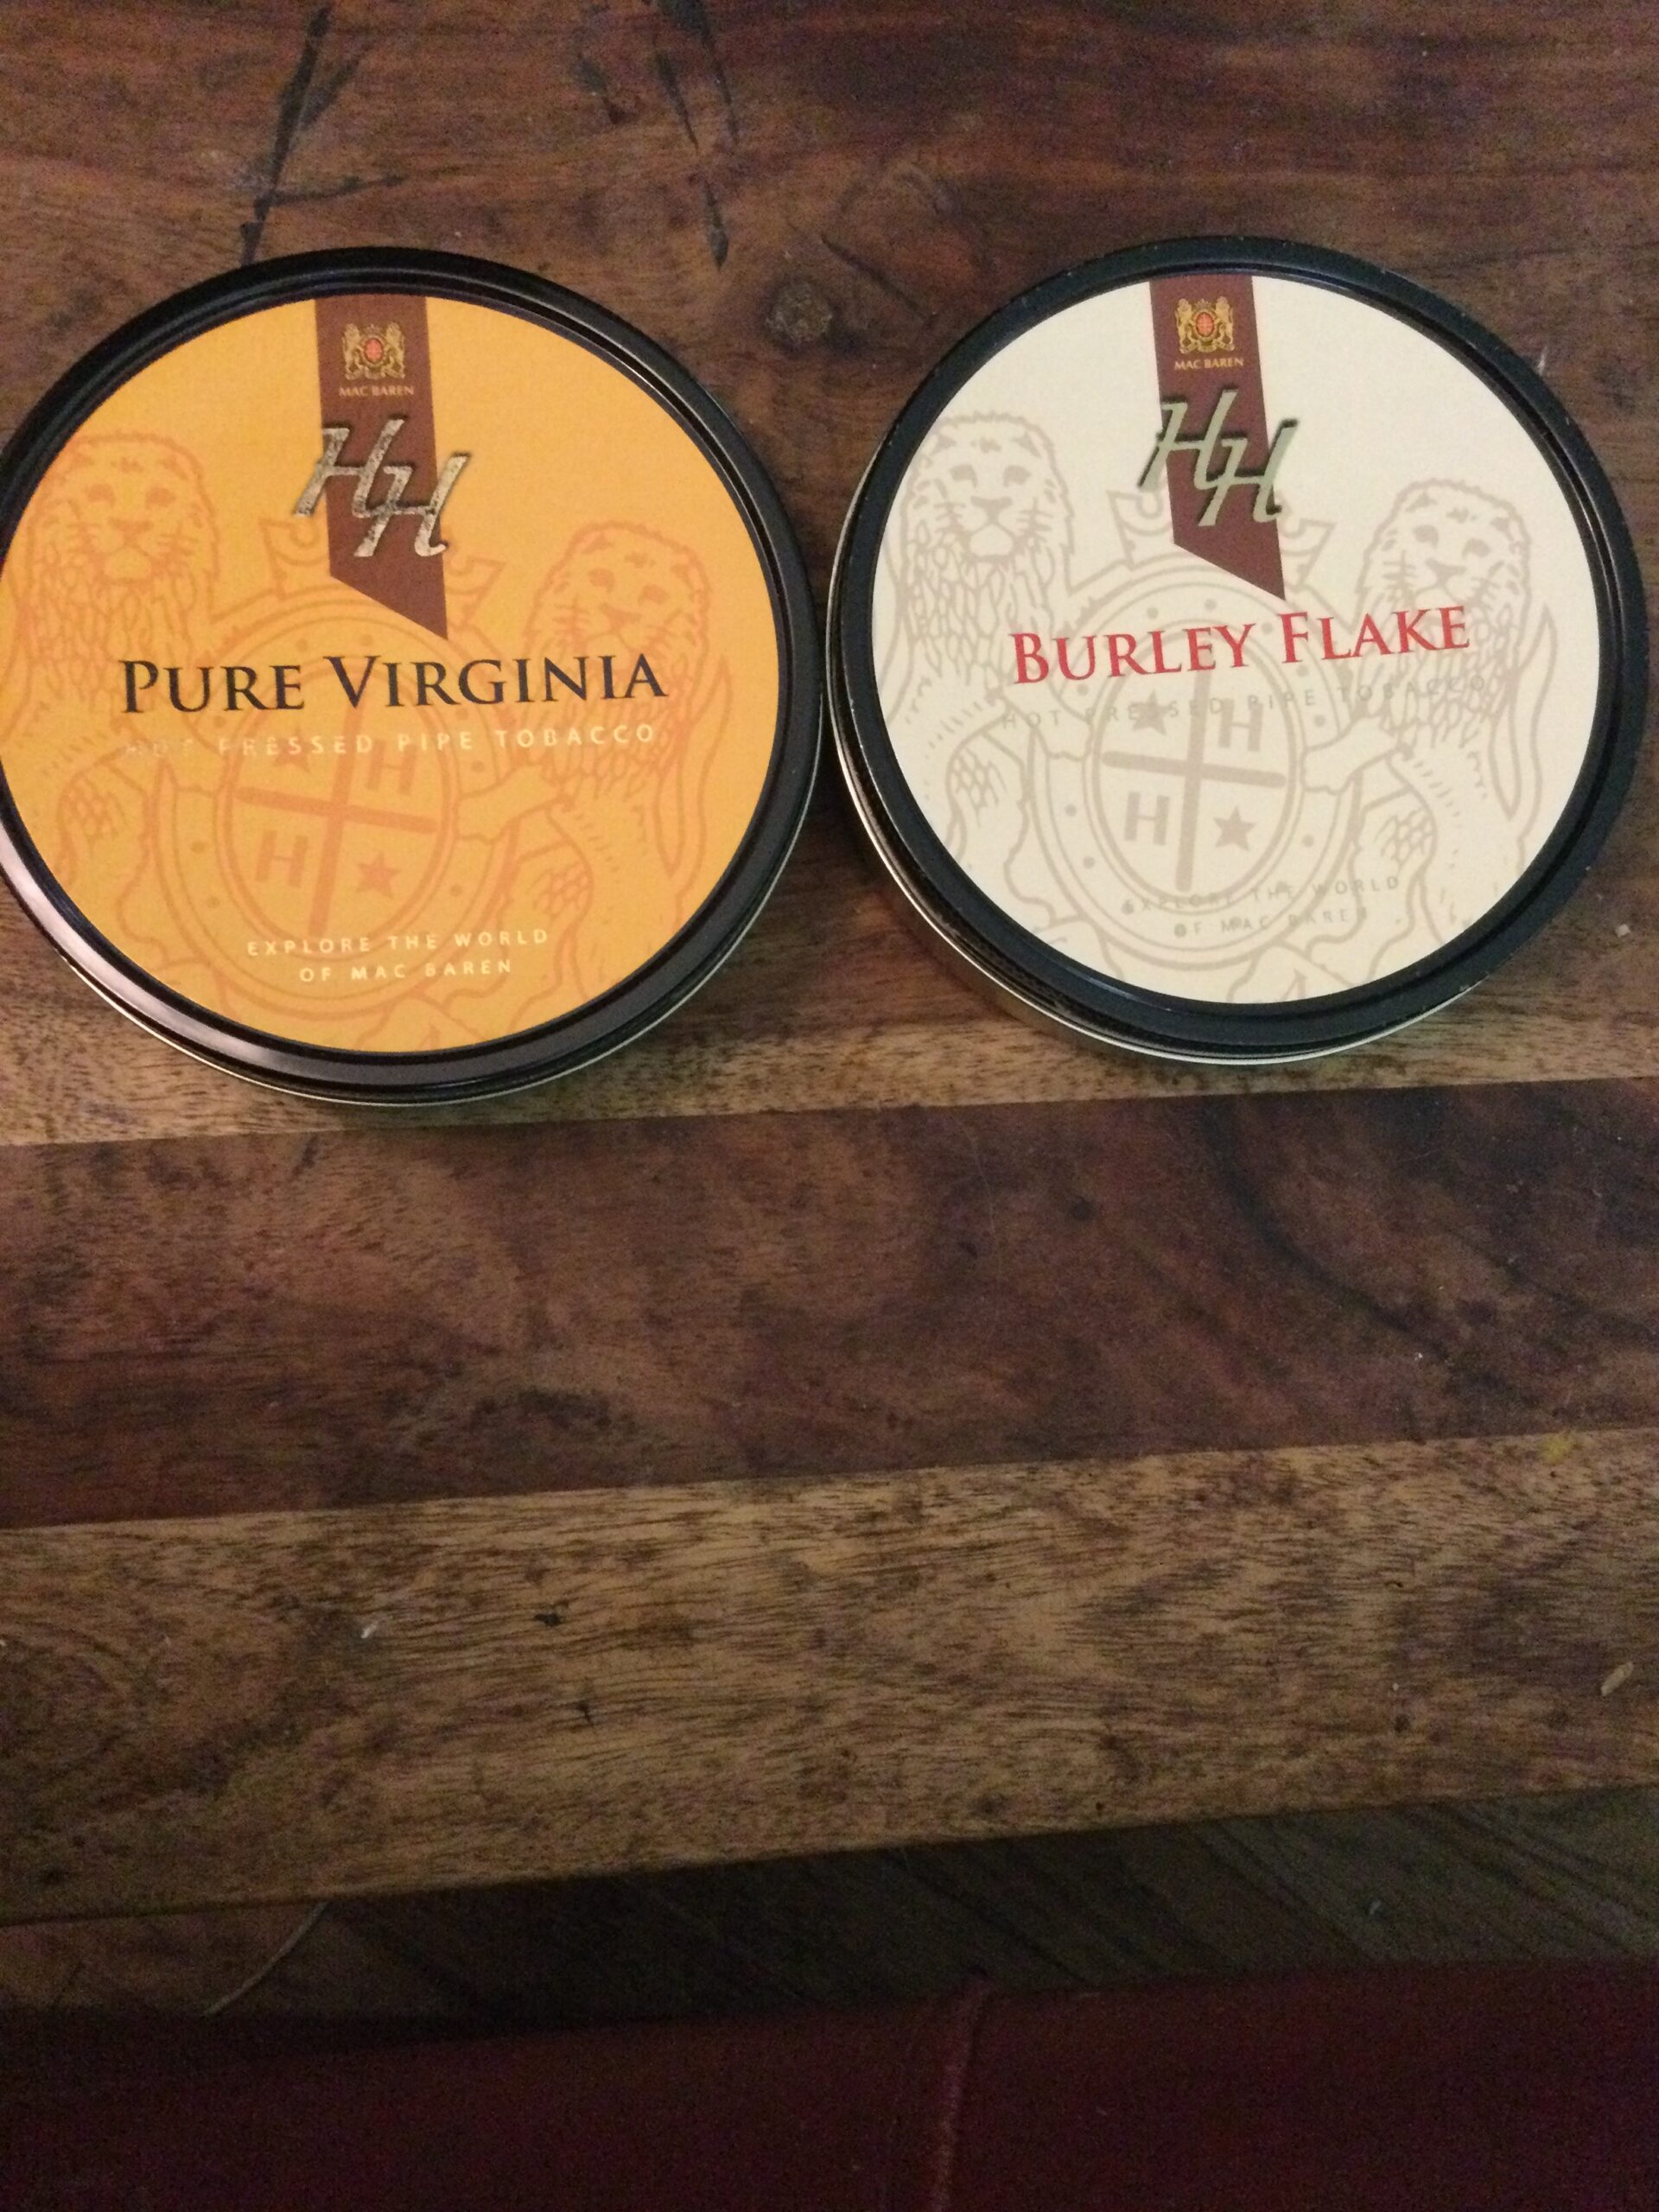 MAC BAREN
HH
PURE VIRGINIA
HOT PRESSED PIPE TOBACCO
H
H
EXPLORE THE WORLD
OF MAC BAREN
MAC BAREN
HH
BURLEY FLAKE
HOT PRESSED PIPE TOBACCO
H
H
EXPLORE THE WORLD
OF MAC BAREN